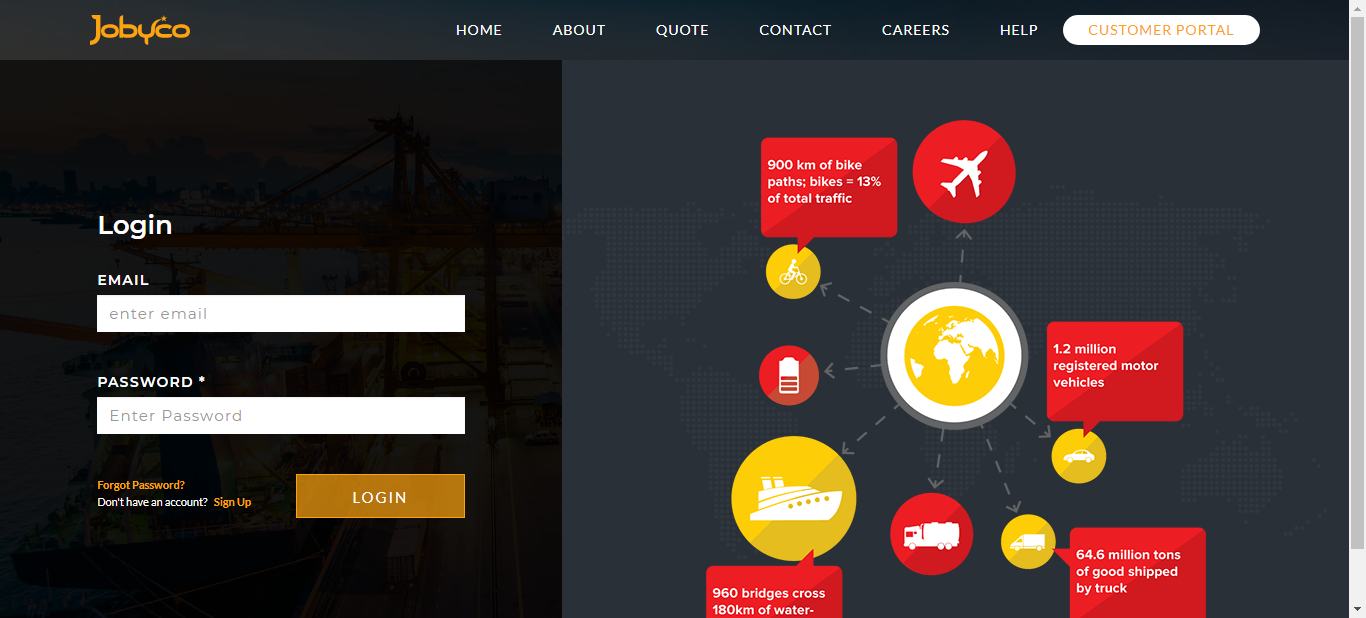 Jobyco
HOME
ABOUT
QUOTE
CONTACT
CAREERS
HELP
CUSTOMER PORTAL
Login
EMAIL
enter email
PASSWORD *
Enter Password
Forgot Password?
Don't have an account? Sign Up
LOGIN
900 km of bike
paths; bikes = 13%
of total traffic
1.2 million
registered motor
vehicles
64.6 million tons
of good shipped
by truck
960 bridges cross
180km of water-